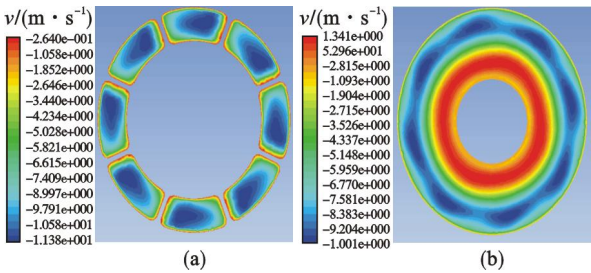 v/(m·s⁻¹)
-2.640e-001
-1.058e+000
-1.852e+000
-2.646e+000
-3.440e+000
-4.234e+000
-5.028e+000
-5.821e+000
-6.615e+000
-7.409e+000
-8.997e+000
-9.791e+000
-1.058e+000
-1.138e+001
(a)
v/(m·s⁻¹)
1.341e+000
5.296e+001
-2.815e+000
-1.093e+000
-1.904e+000
-2.715e+000
-3.526e+000
-4.337e+000
-5.148e+000
-5.959e+000
-6.770e+000
-7.581e+000
-8.383e+000
-9.204e+000
-1.001e+000
(b)